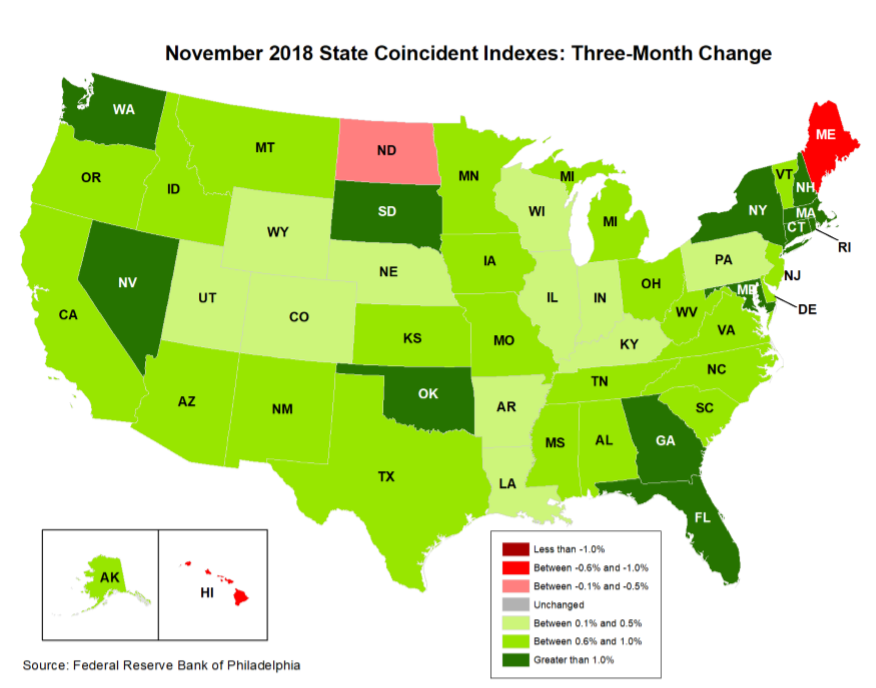 November 2018 State Coincident Indexes: Three-Month Change
WA
ME
MT
ND
VT
MN
MI
OR
ID
NH
SD
WI
NY
MA
MI
CT
WY
RI
IA
PA
NE
NJ
NV
OH
MD
UT
IL
IN
DE
CO
WV
CA
VA
KS
MO
KY
NC
TN
AZ
OK
AR
SC
NM
MS
AL
GA
TX
LA
FL
Less than -1.0%
Between -0.6% and -1.0%
AK
Between -0.1% and -0.5%
HI
Unchanged
Between 0.1% and 0.5%
Between 0.6% and 1.0%
Greater than 1.0%
Source: Federal Reserve Bank of Philadelphia